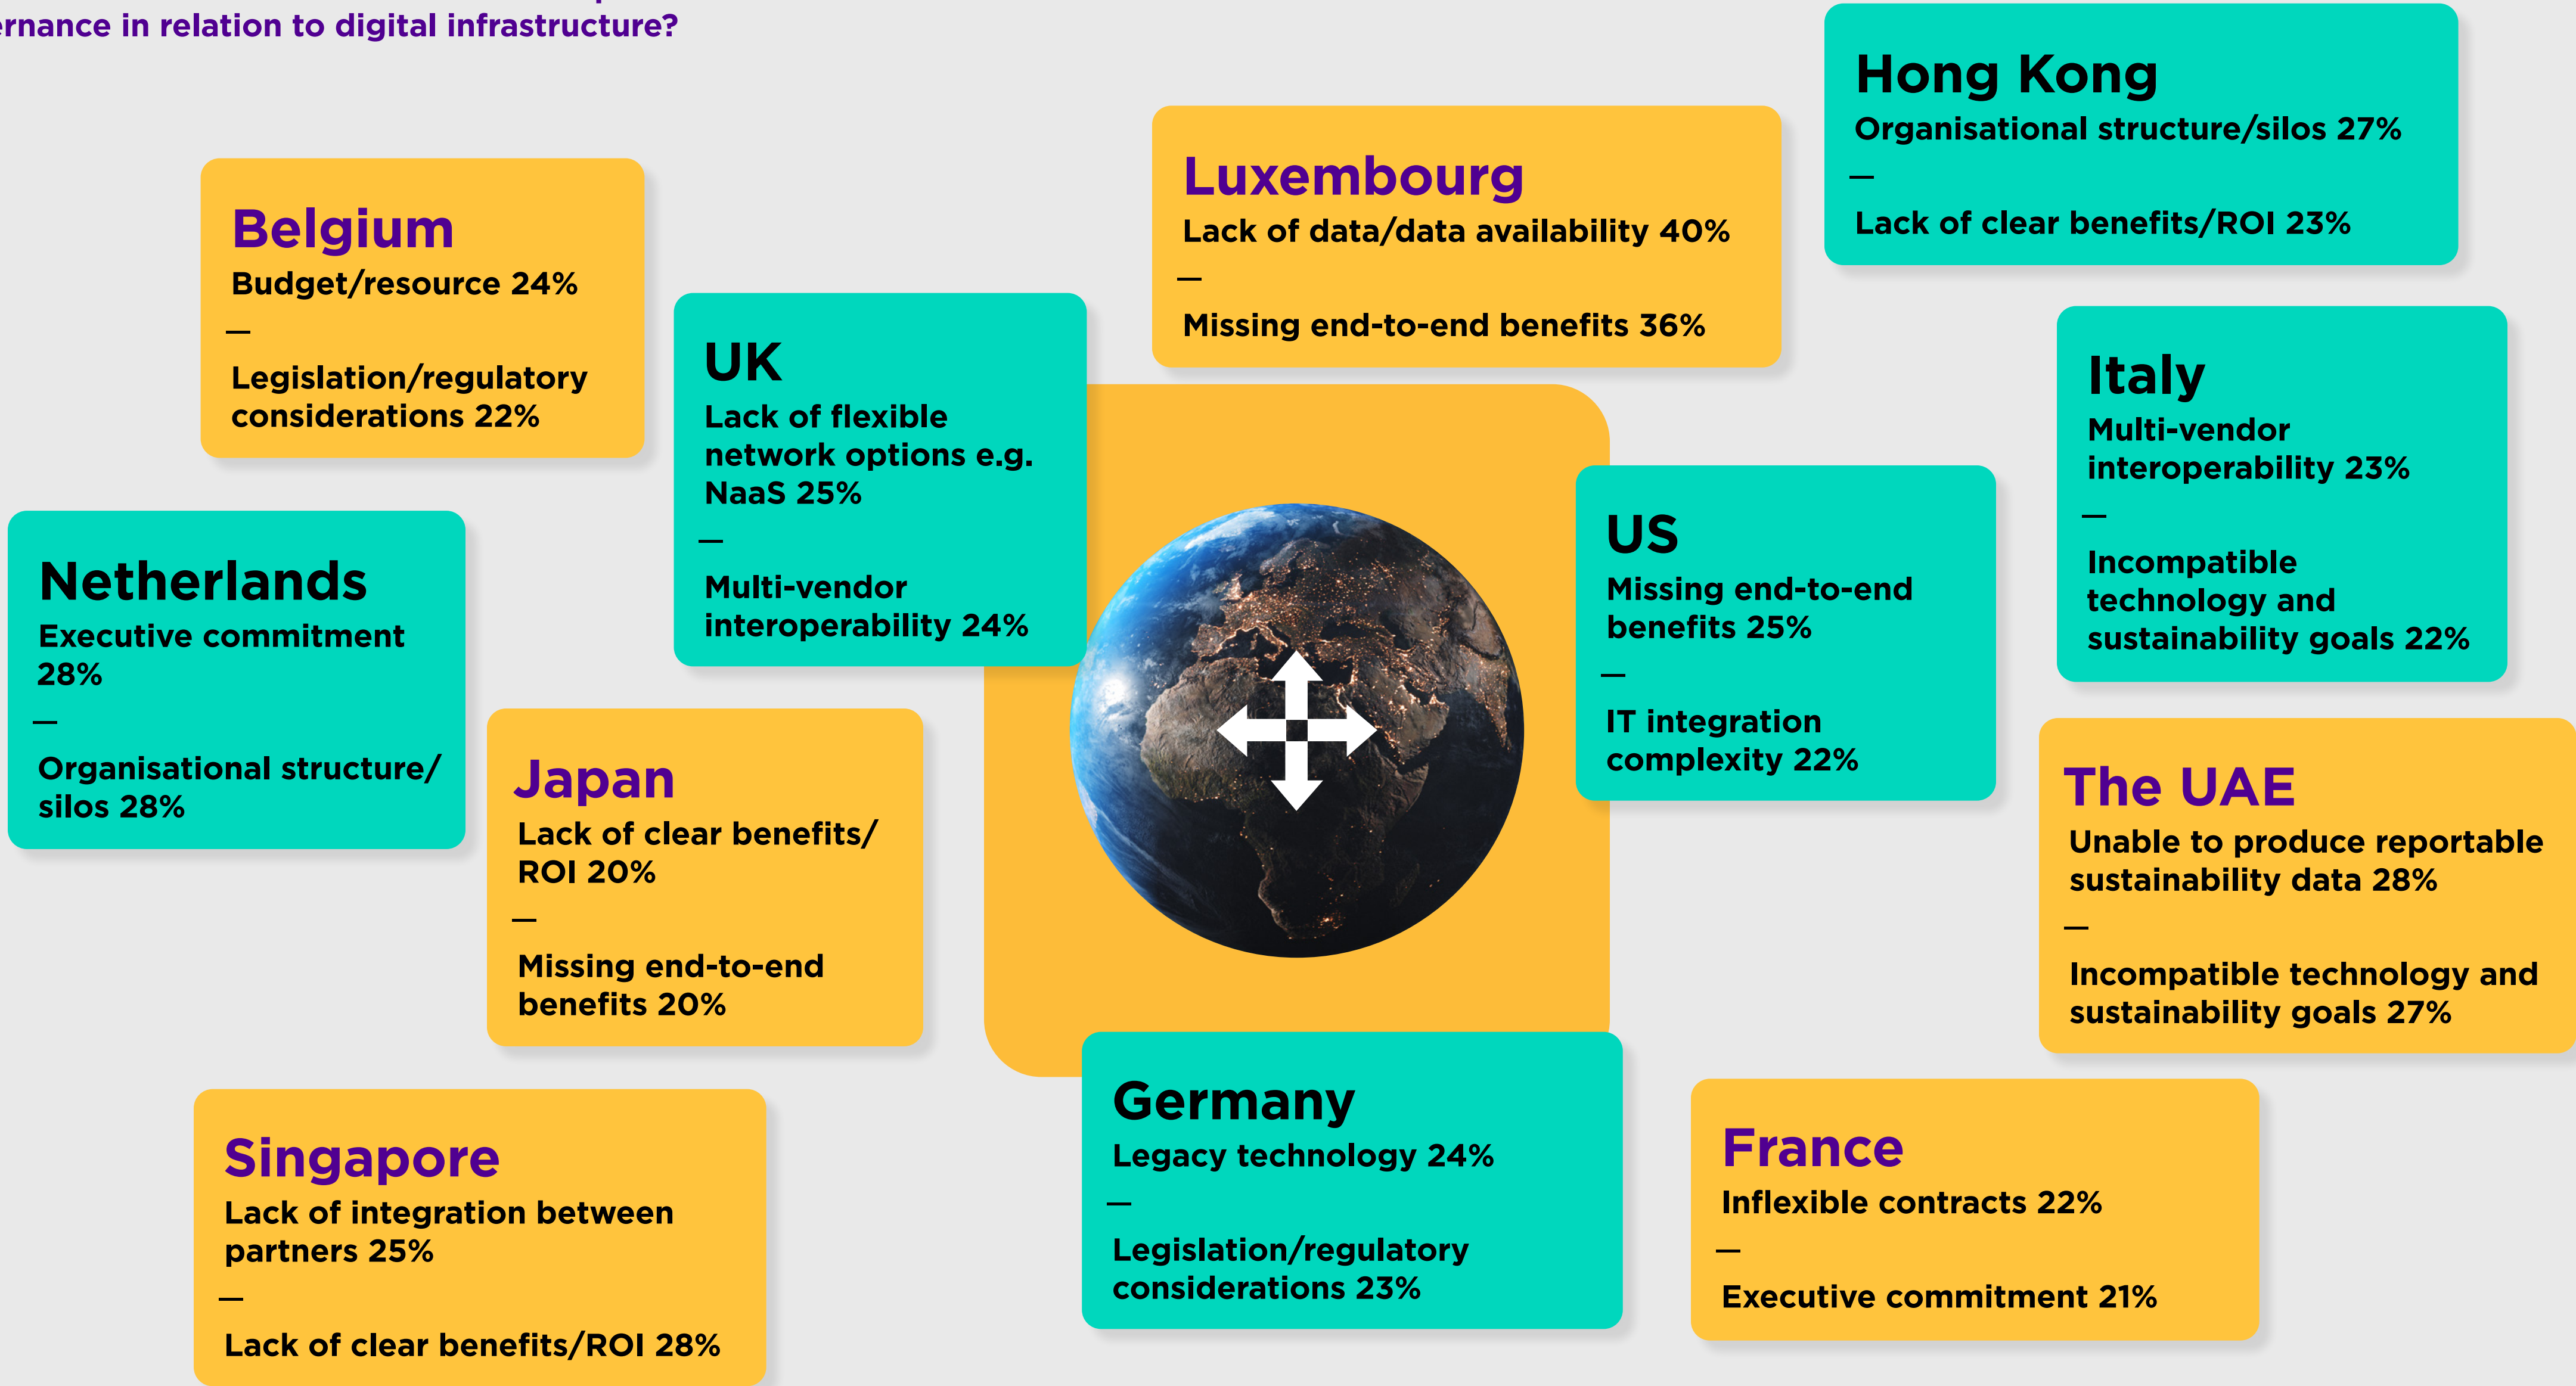 ernance in relation to digital infrastructure?
Hong Kong
Organisational structure/silos 27%
—
Lack of clear benefits/ROI 23%
Luxembourg
Lack of data/data availability 40%
—
Missing end-to-end benefits 36%
Belgium
Budget/resource 24%
—
Legislation/regulatory
considerations 22%
UK
Lack of flexible
network options e.g.
NaaS 25%
—
Multi-vendor
interoperability 24%
Italy
Multi-vendor
interoperability 23%
—
Incompatible
technology and
sustainability goals 22%
US
Missing end-to-end
benefits 25%
—
IT integration
complexity 22%
Netherlands
Executive commitment
28%
—
Organisational structure/
silos 28%
Japan
Lack of clear benefits/
ROI 20%
—
Missing end-to-end
benefits 20%
The UAE
Unable to produce reportable
sustainability data 28%
—
Incompatible technology and
sustainability goals 27%
Germany
Legacy technology 24%
—
Legislation/regulatory
considerations 23%
France
Inflexible contracts 22%
—
Executive commitment 21%
Singapore
Lack of integration between
partners 25%
—
Lack of clear benefits/ROI 28%